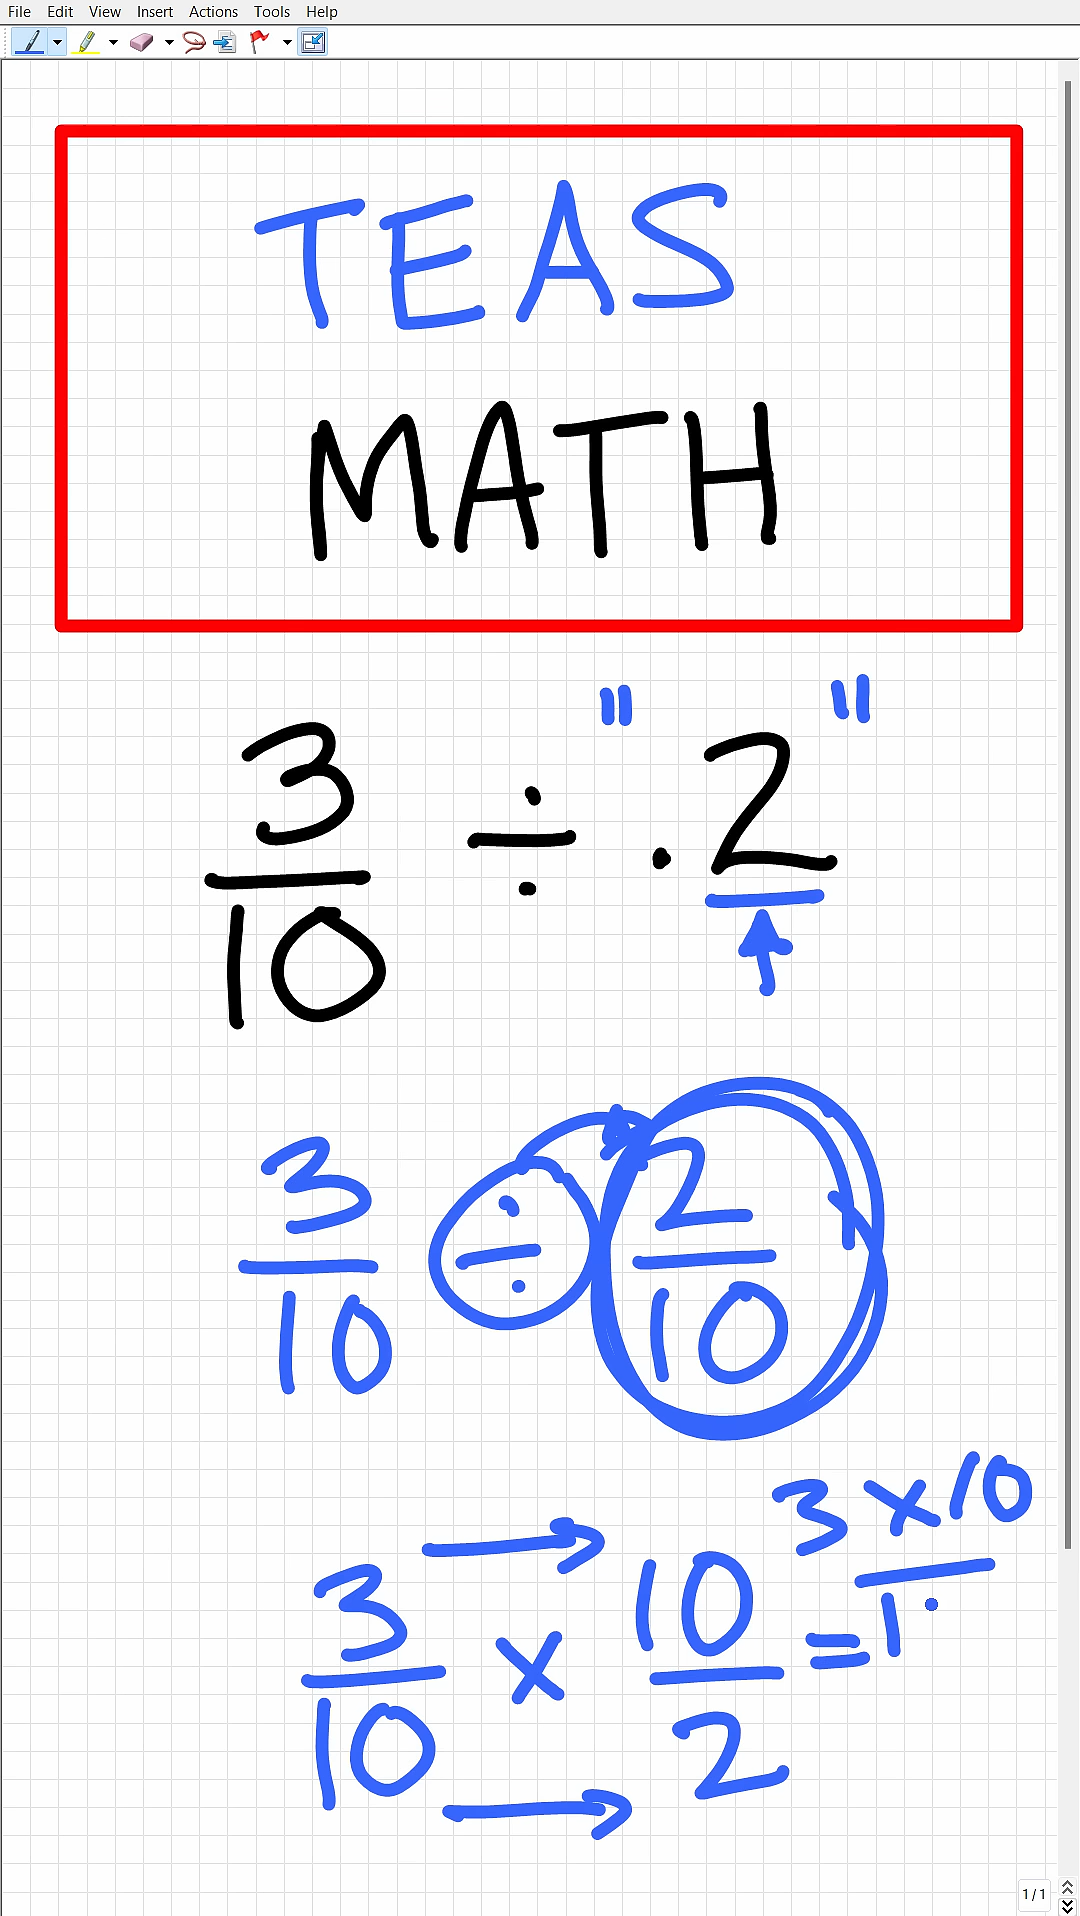 File Edit View Insert Actions Tools Help
TEAS
MATH
" "
3/10 ÷ .2
3/10 ÷ 2/10
3/10 × 10/2 = 3 × 10/1
1 / 1